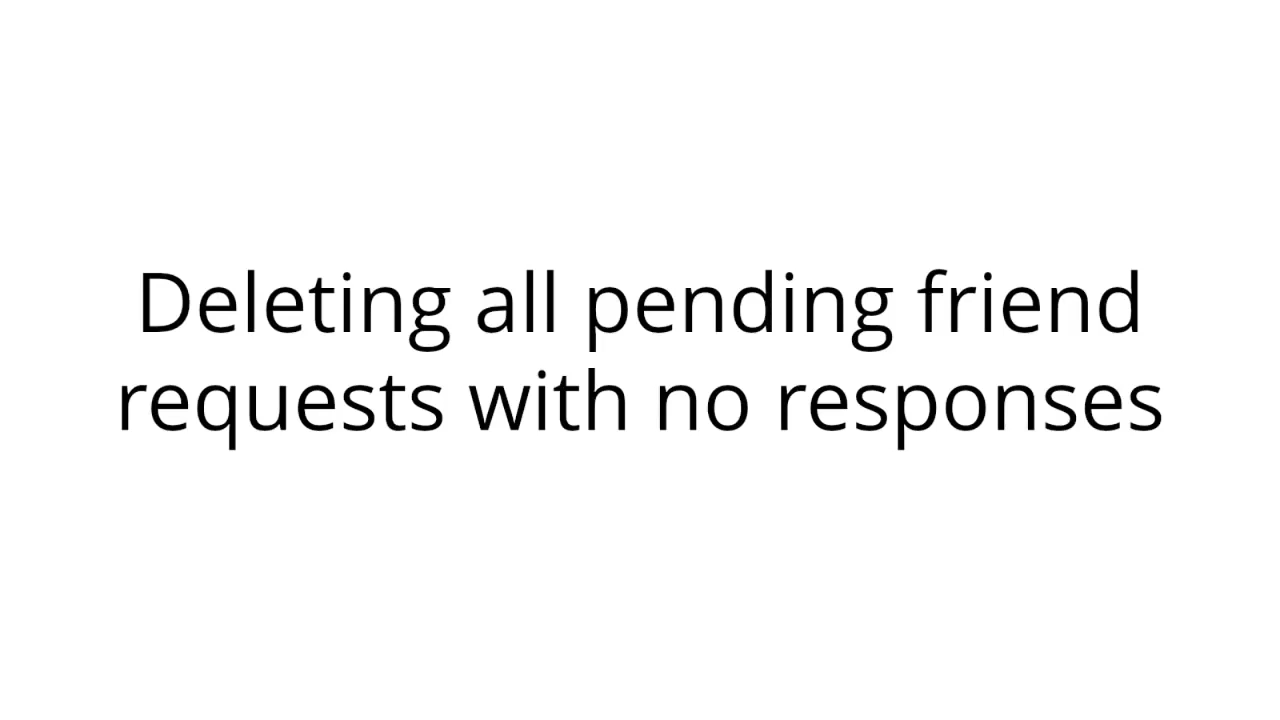 Deleting all pending friend
requests with no responses